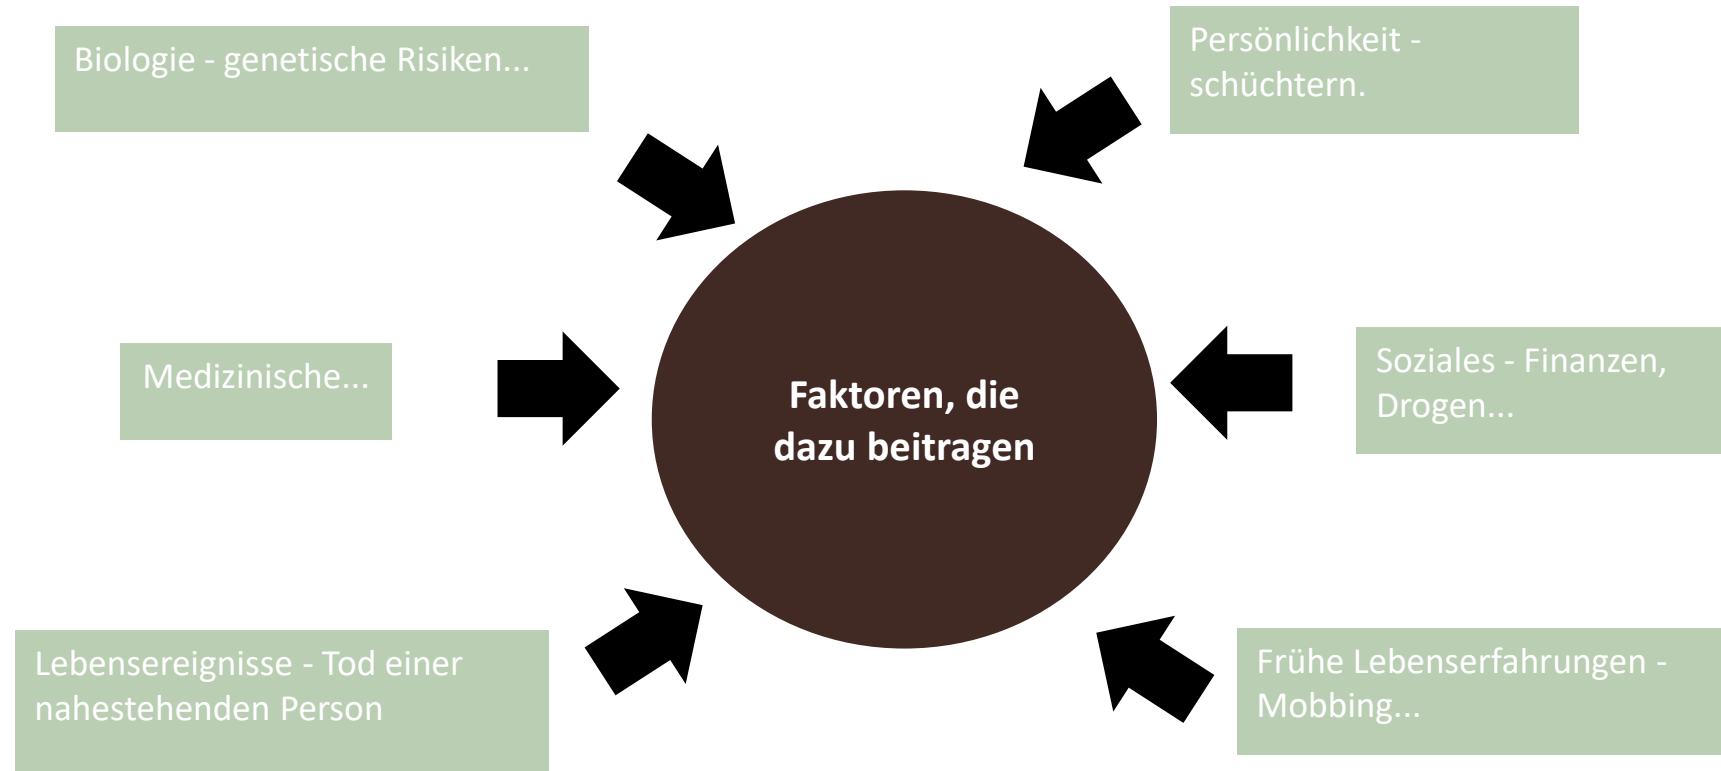 Biologie - genetische Risiken...
Persönlichkeit -
schüchtern.
Medizinische...
Faktoren, die
dazu beitragen
Soziales - Finanzen,
Drogen...
Lebensereignisse - Tod einer
nahestehenden Person
Frühe Lebenserfahrungen -
Mobbing...